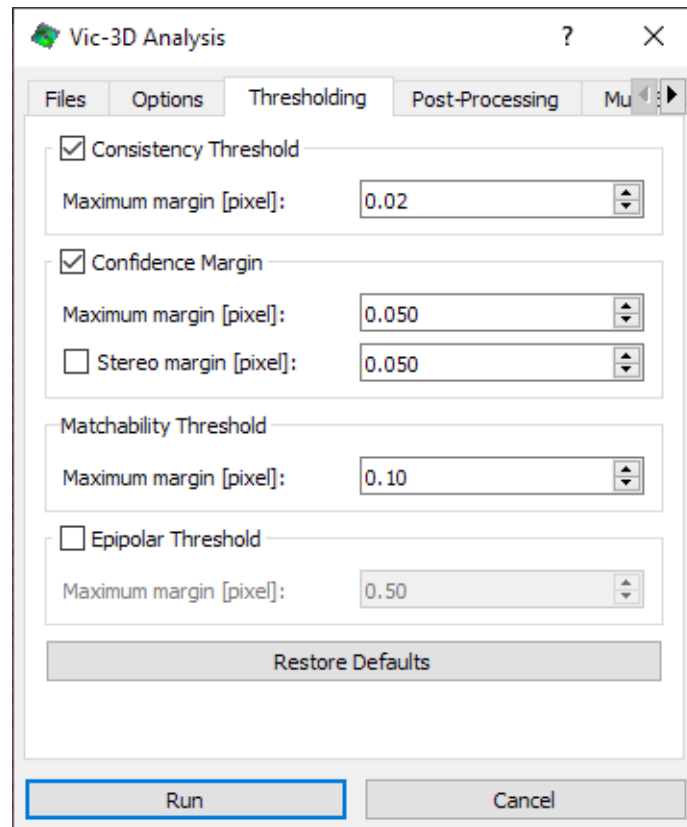 Vic-3D Analysis
Files Options Thresholding Post-Processing
Consistency Threshold
Maximum margin [pixel]: 0.02
Confidence Margin
Maximum margin [pixel]: 0.050
Stereo margin [pixel]: 0.050
Matchability Threshold
Maximum margin [pixel]: 0.10
Epipolar Threshold
Maximum margin [pixel]: 0.50
Restore Defaults
Run Cancel